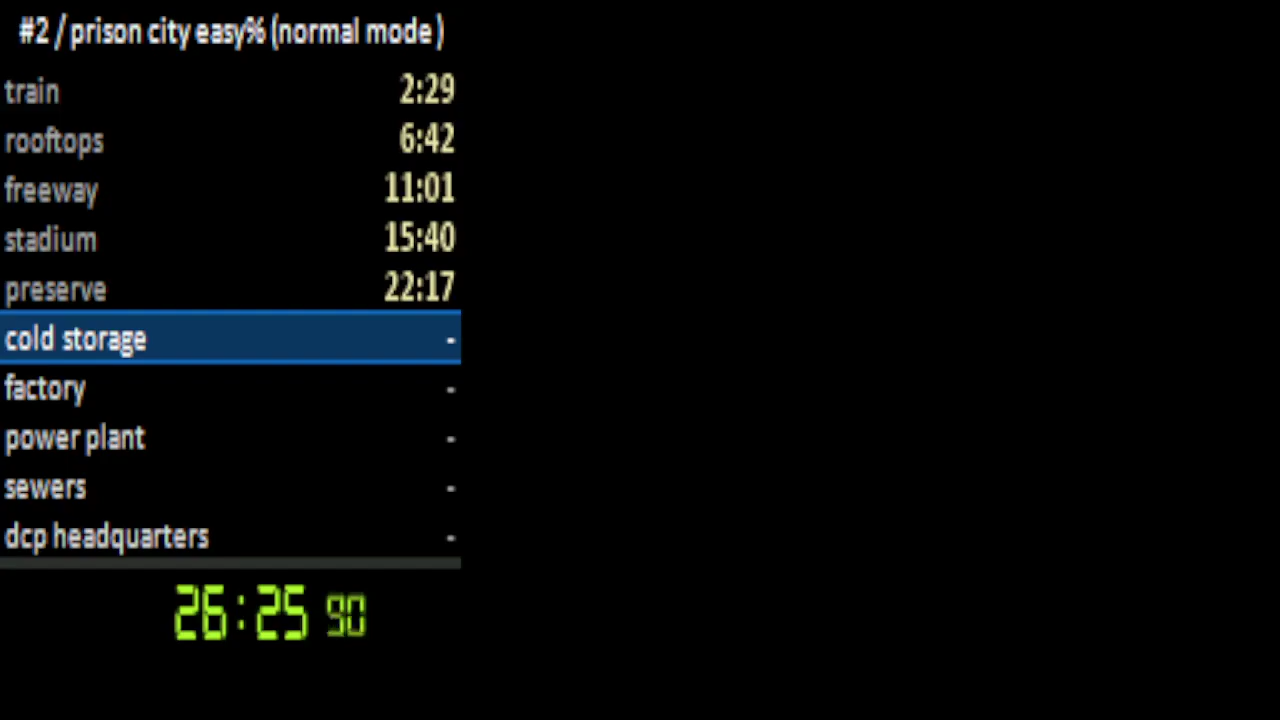 #2 / prison city easy% (normal mode)
train 2:29
rooftops 6:42
freeway 11:01
stadium 15:40
preserve 22:17
cold storage -
factory -
power plant -
sewers -
dcp headquarters -
26:25 90